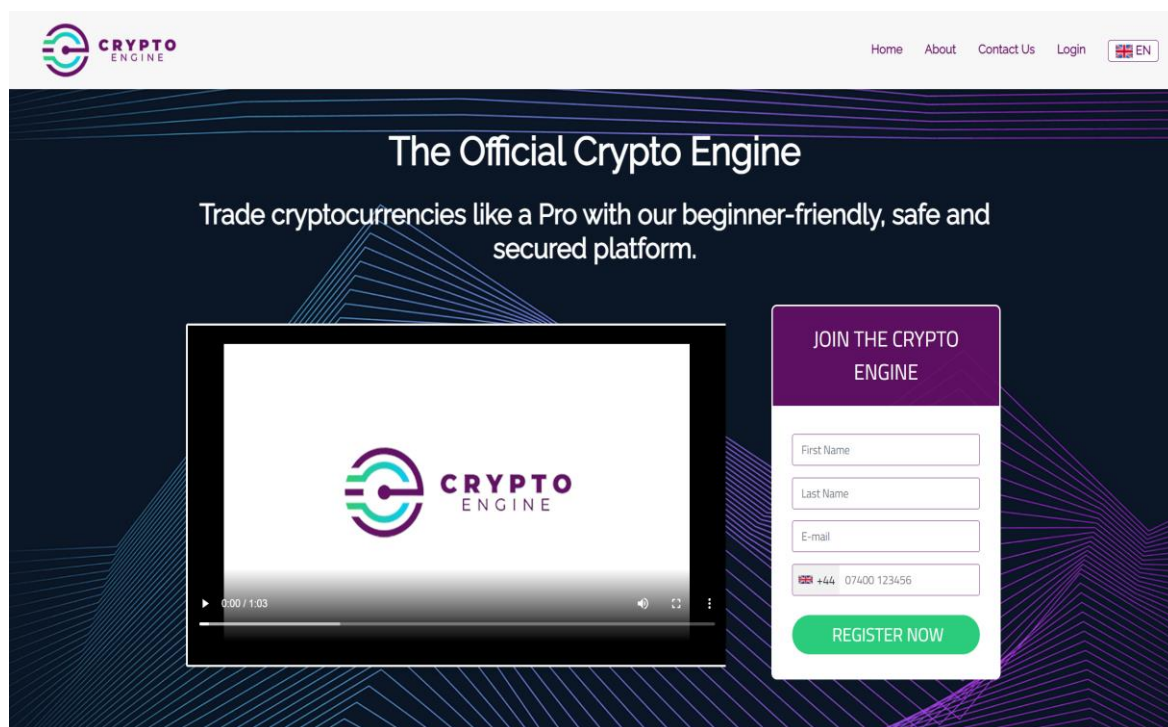 CRYPTO
ENGINE
Home About Contact Us Login EN
The Official Crypto Engine
Trade cryptocurrencies like a Pro with our beginner-friendly, safe and
secured platform.
CRYPTO
ENGINE
0:00 / 1:03
JOIN THE CRYPTO
ENGINE
First Name
Last Name
E-mail
+44 07400 123456
REGISTER NOW